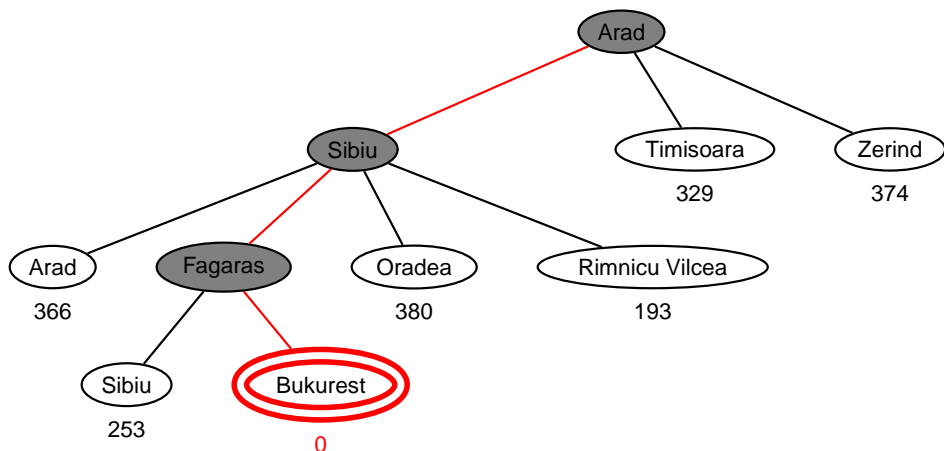 Arad
Sibiu
Timisoara
Zerind
329
374
Arad
Fagaras
Oradea
Rimnicu Vilcea
366
380
193
Sibiu
Bukurest
253
0